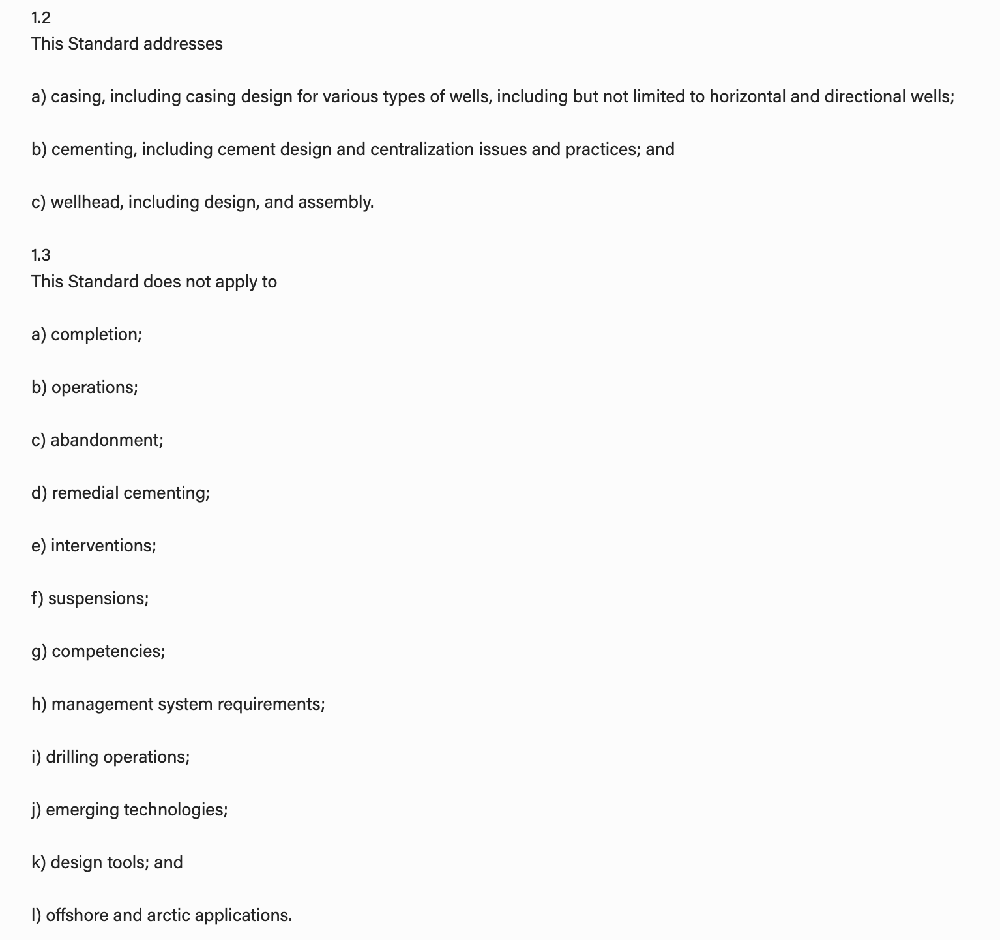 1.2
This Standard addresses
a) casing, including casing design for various types of wells, including but not limited to horizontal and directional wells;
b) cementing, including cement design and centralization issues and practices; and
c) wellhead, including design, and assembly.
1.3
This Standard does not apply to
a) completion;
b) operations;
c) abandonment;
d) remedial cementing;
e) interventions;
f) suspensions;
g) competencies;
h) management system requirements;
i) drilling operations;
j) emerging technologies;
k) design tools; and
l) offshore and arctic applications.